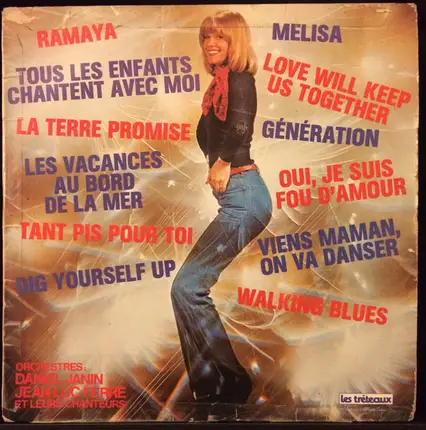 RAMAYA
TOUS LES ENFANTS
CHANTENT AVEC MOI
LA TERRE PROMISE
LES VACANCES
AU BORD
DE LA MER
TANT PIS POUR TOI
DIG YOURSELF UP
ORCHESTRES:
DANIEL JANIN
JEAN-LUC FERRE
ET LEURS CHANTEURS
MELISA
LOVE WILL KEEP
US TOGETHER
GÉNÉRATION
OUI, JE SUIS
FOU D'AMOUR
VIENS MAMAN,
ON VA DANSER
WALKING BLUES
les tréteaux